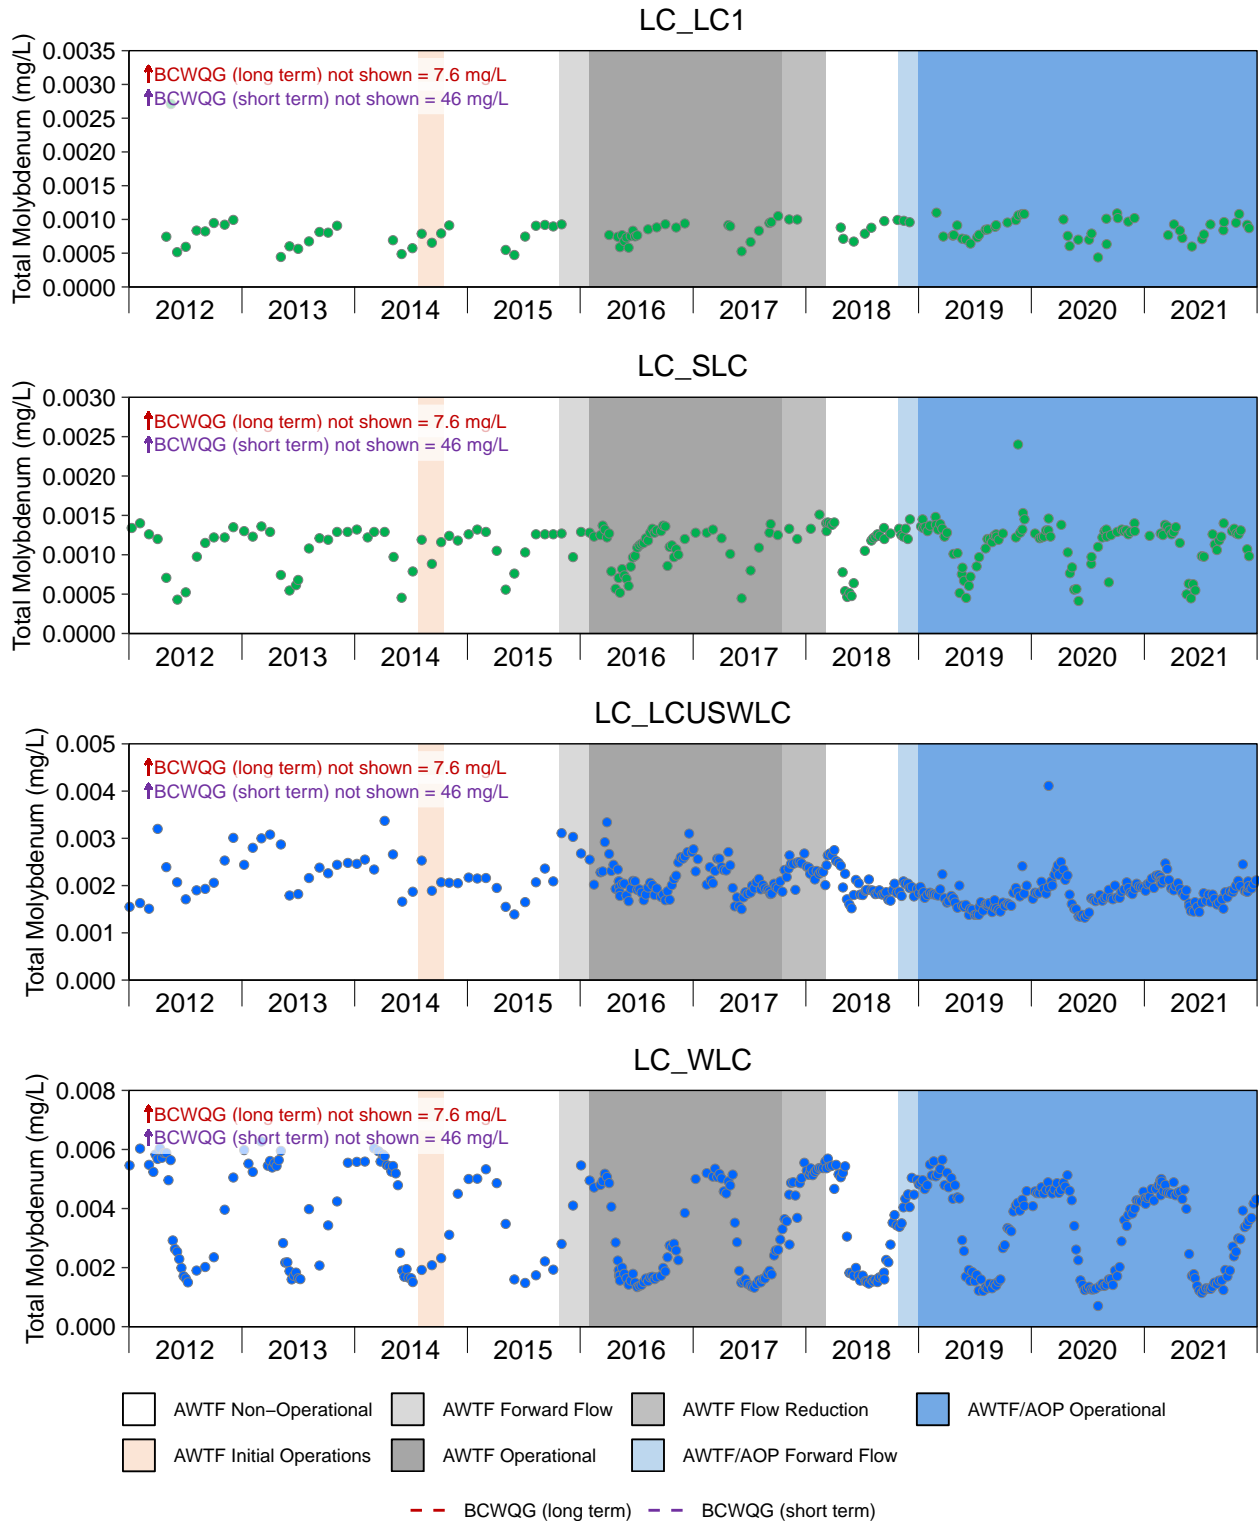 LC_LC1
Total Molybdenum (mg/L)
0.0035
0.0030
0.0025
0.0020
0.0015
0.0010
0.0005
0.0000
BCWQG (long term) not shown = 7.6 mg/L
BCWQG (short term) not shown = 46 mg/L
2012 2013 2014 2015 2016 2017 2018 2019 2020 2021
LC_SLC
Total Molybdenum (mg/L)
0.0030
0.0025
0.0020
0.0015
0.0010
0.0005
0.0000
BCWQG (long term) not shown = 7.6 mg/L
BCWQG (short term) not shown = 46 mg/L
2012 2013 2014 2015 2016 2017 2018 2019 2020 2021
LC_LCUSWLC
Total Molybdenum (mg/L)
0.005
0.004
0.003
0.002
0.001
0.000
BCWQG (long term) not shown = 7.6 mg/L
BCWQG (short term) not shown = 46 mg/L
2012 2013 2014 2015 2016 2017 2018 2019 2020 2021
LC_WLC
Total Molybdenum (mg/L)
0.008
0.006
0.004
0.002
0.000
BCWQG (long term) not shown = 7.6 mg/L
BCWQG (short term) not shown = 46 mg/L
2012 2013 2014 2015 2016 2017 2018 2019 2020 2021
AWTF Non−Operational AWTF Forward Flow AWTF Flow Reduction AWTF/AOP Operational
AWTF Initial Operations AWTF Operational AWTF/AOP Forward Flow
BCWQG (long term) BCWQG (short term)